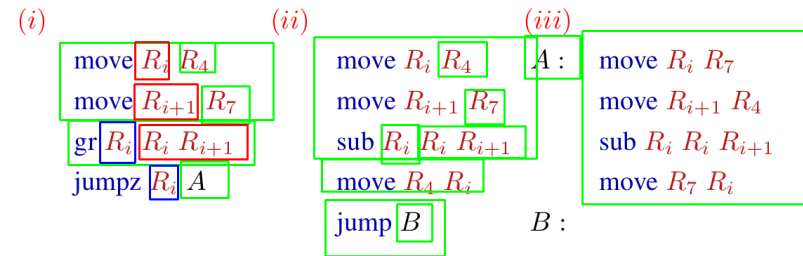 (i)
move R_i R_4
move R_{i+1} R_7
gr R_i R_i R_{i+1}
jumpz R_i A
(ii)
move R_i R_4
move R_{i+1} R_7
sub R_i R_i R_{i+1}
move R_4 R_i
jump B
(iii)
A : move R_i R_7
move R_{i+1} R_4
sub R_i R_i R_{i+1}
move R_7 R_i
B :